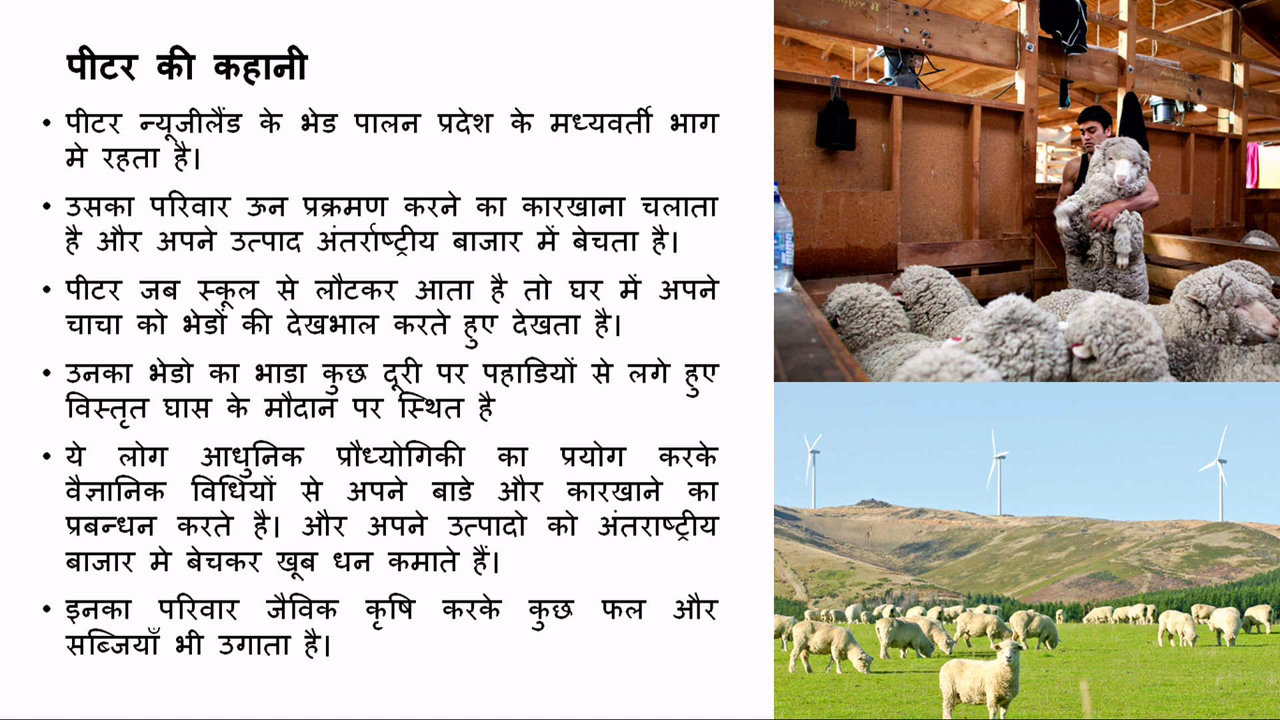 पीटर की कहानी
• पीटर न्यूजीलैंड के भेड पालन प्रदेश के मध्यवर्ती भाग
मे रहता है।
• उसका परिवार ऊन प्रक्रमण करने का कारखाना चलाता
है और अपने उत्पाद अंतर्राष्ट्रीय बाजार में बेचता है।
• पीटर जब स्कूल से लौटकर आता है तो घर में अपने
चाचा को भेडों की देखभाल करते हुए देखता है।
• उनका भेडो का भाडा कुछ दूरी पर पहाडियों से लगे हुए
विस्तृत घास के मौदान पर स्थित है
• ये लोग आधुनिक प्रौध्योगिकी का प्रयोग करके
वैज्ञानिक विधियों से अपने बाडे और कारखाने का
प्रबन्धन करते है। और अपने उत्पादो को अंतराष्ट्रीय
बाजार मे बेचकर खूब धन कमाते हैं।
• इनका परिवार जैविक कृषि करके कुछ फल और
सब्जियाँ भी उगाता है।